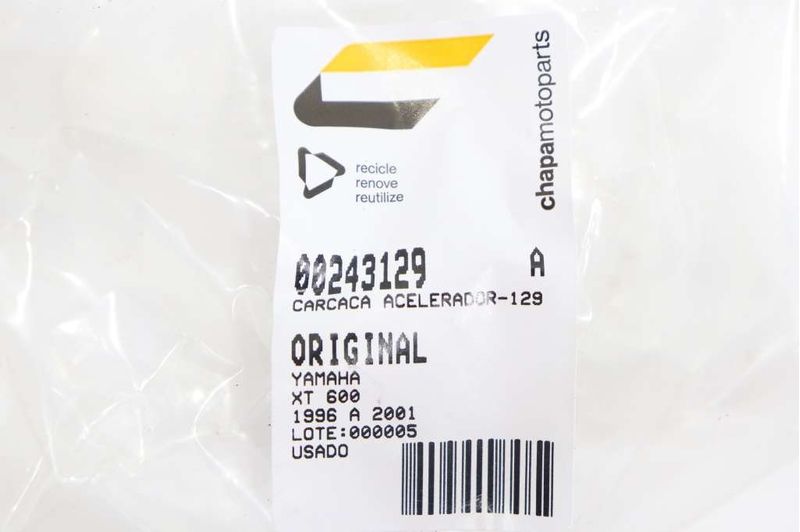 chapamotoparts
recicle
renove
reutilize
00243129 A
CARCACA ACELERADOR-129
ORIGINAL
YAMAHA
XT 600
1996 A 2001
LOTE:000005
USADO